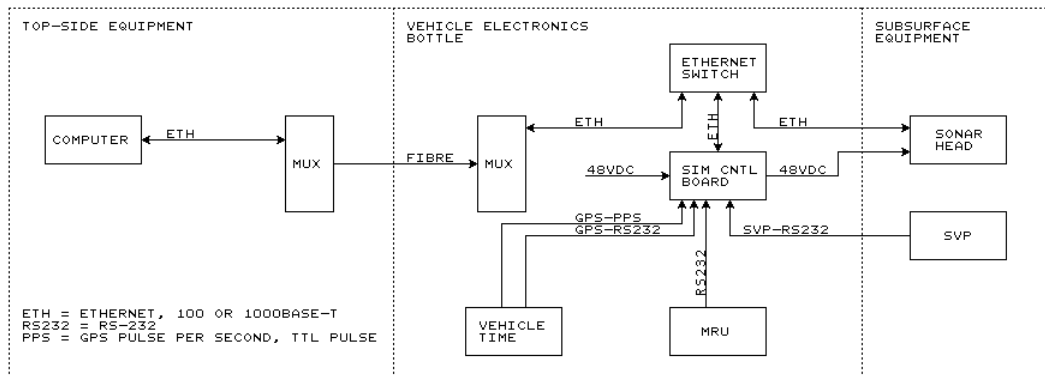 TOP-SIDE EQUIPMENT
VEHICLE ELECTRONICS
BOTTLE
SUBSURFACE
EQUIPMENT
ETHERNET
SWITCH
COMPUTER
ETH
MUX
FIBRE
MUX
ETH
ETH
ETH
SONAR
HEAD
48VDC
SIM CNTL
BOARD
48VDC
GPS-PPS
GPS-RS232
SVP-RS232
SVP
RS232
VEHICLE
TIME
MRU
ETH = ETHERNET, 100 OR 1000BASE-T
RS232 = RS-232
PPS = GPS PULSE PER SECOND, TTL PULSE